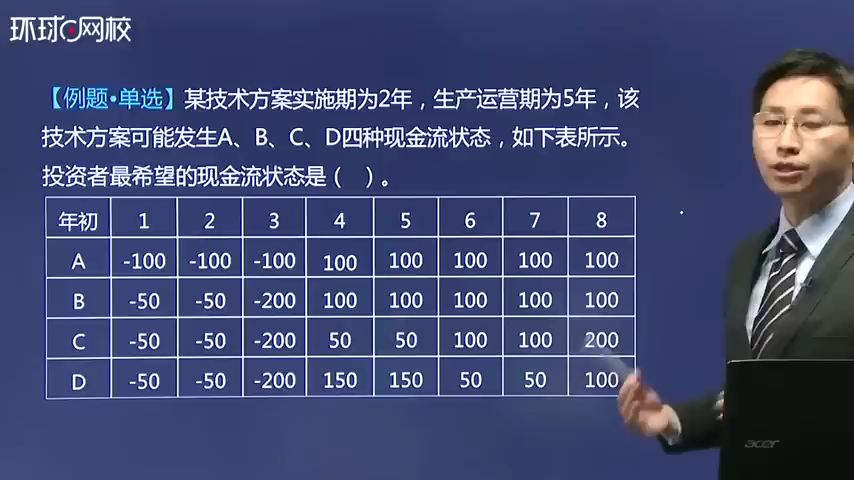 环球网校
【例题·单选】某技术方案实施期为2年，生产运营期为5年，该
技术方案可能发生A、B、C、D四种现金流状态，如下表所示。
投资者最希望的现金流状态是（ ）。
年初 1 2 3 4 5 6 7 8
A -100 -100 -100 100 100 100 100 100
B -50 -50 -200 100 100 100 100 100
C -50 -50 -200 50 50 100 100 200
D -50 -50 -200 150 150 50 50 100
acer